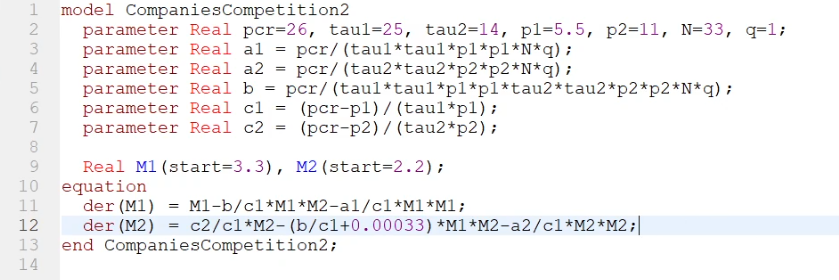 1 model CompaniesCompetition2
2 parameter Real pcr=26, tau1=25, tau2=14, p1=5.5, p2=11, N=33, q=1;
3 parameter Real a1 = pcr/(tau1*tau1*p1*p1*N*q);
4 parameter Real a2 = pcr/(tau2*tau2*p2*p2*N*q);
5 parameter Real b = pcr/(tau1*tau1*p1*p1*tau2*tau2*p2*p2*N*q);
6 parameter Real c1 = (pcr-p1)/(tau1*p1);
7 parameter Real c2 = (pcr-p2)/(tau2*p2);
8
9 Real M1(start=3.3), M2(start=2.2);
10 equation
11 der(M1) = M1-b/c1*M1*M2-a1/c1*M1*M1;
12 der(M2) = c2/c1*M2-(b/c1+0.00033)*M1*M2-a2/c1*M2*M2;
13 end CompaniesCompetition2;
14